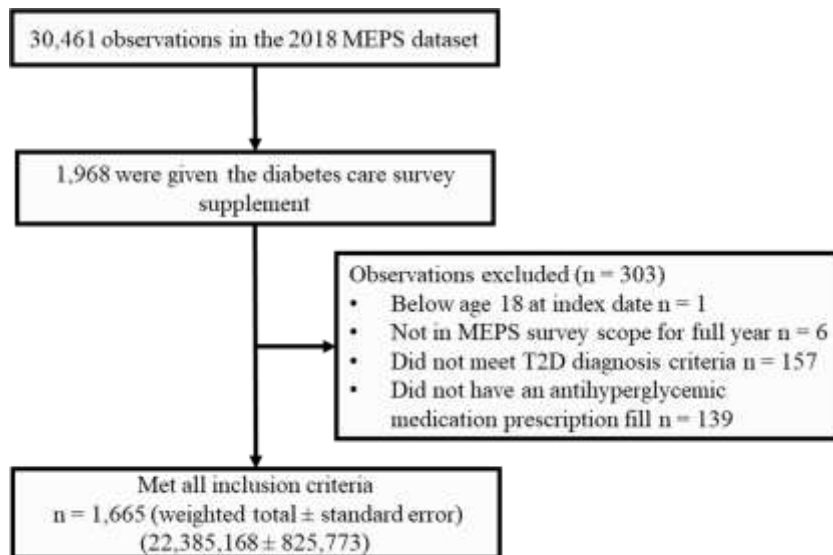 30,461 observations in the 2018 MEPS dataset
1,968 were given the diabetes care survey
supplement
Observations excluded (n = 303)
• Below age 18 at index date n = 1
• Not in MEPS survey scope for full year n = 6
• Did not meet T2D diagnosis criteria n = 157
• Did not have an antihyperglycemic
medication prescription fill n = 139
Met all inclusion criteria
n = 1,665 (weighted total ± standard error)
(22,385,168 ± 825,773)